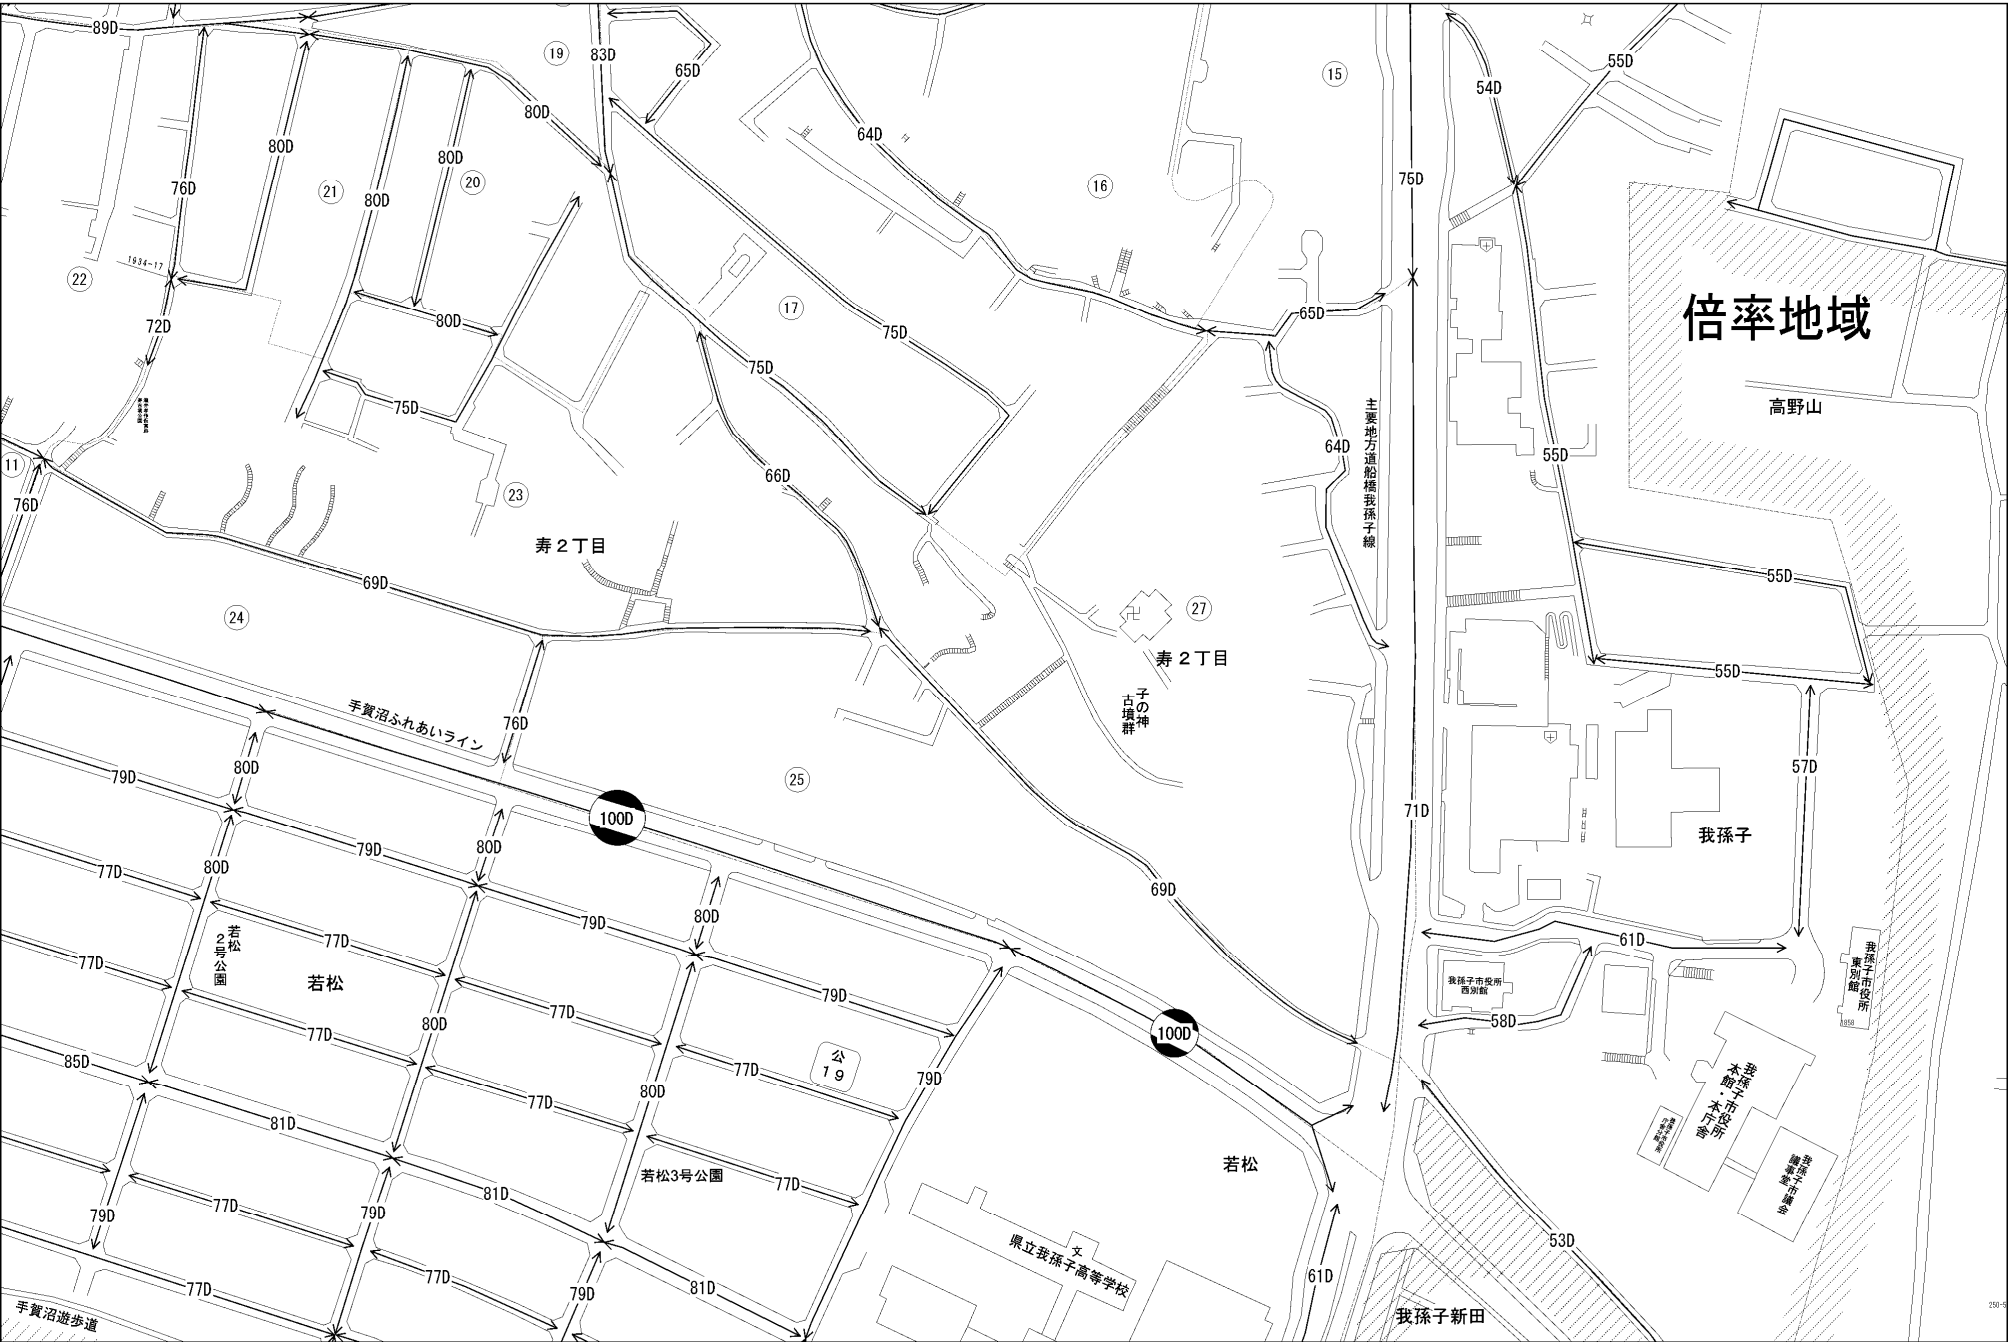 89D
19
83D
65D
80D
64D
15
54D
55D
80D
80D
76D
21
80D
20
16
75D
22
1934-17
72D
80D
17
75D
65D
倍率地域
75D
75D
高野山
主要地方道船橋我孫子線
64D
55D
11
76D
66D
23
寿2丁目
69D
55D
24
27
寿2丁目
55D
子の神
古墳群
手賀沼ふれあいライン
76D
80D
79D
25
57D
100D
71D
我孫子
79D
80D
80D
77D
69D
79D
80D
61D
若松
2号公園
77D
77D
若松
79D
我孫子市役所
東別館
我孫子市役所
西別館
77D
58D
1858
80D
77D
100D
85D
公
19
77D
79D
80D
77D
81D
我孫子市役所
本館・本庁舎
若松
若松3号公園
77D
81D
77D
我孫子市議会
議事堂
79D
79D
53D
文
県立我孫子高等学校
77D
61D
77D
81D
79D
手賀沼遊歩道
我孫子新田